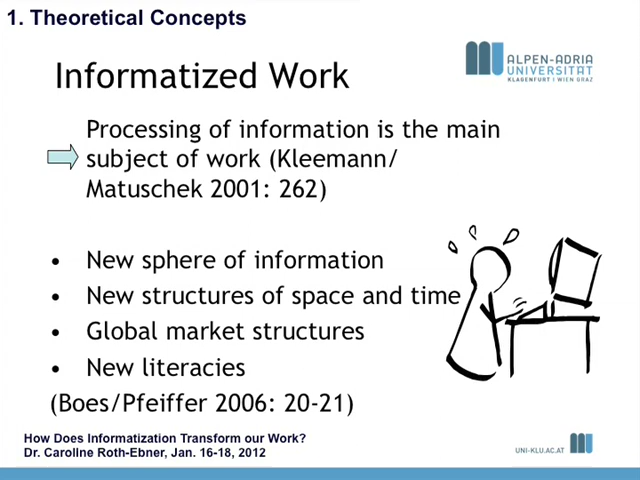 1. Theoretical Concepts
ALPEN-ADRIA
UNIVERSITÄT
KLAGENFURT I WIEN GRAZ
Informatized Work
Processing of information is the main
subject of work (Kleemann/
Matuschek 2001: 262)
• New sphere of information
• New structures of space and time
• Global market structures
• New literacies
(Boes/Pfeiffer 2006: 20-21)
How Does Informatization Transform our Work?
Dr. Caroline Roth-Ebner, Jan. 16-18, 2012
UNI-KLU.AC.AT